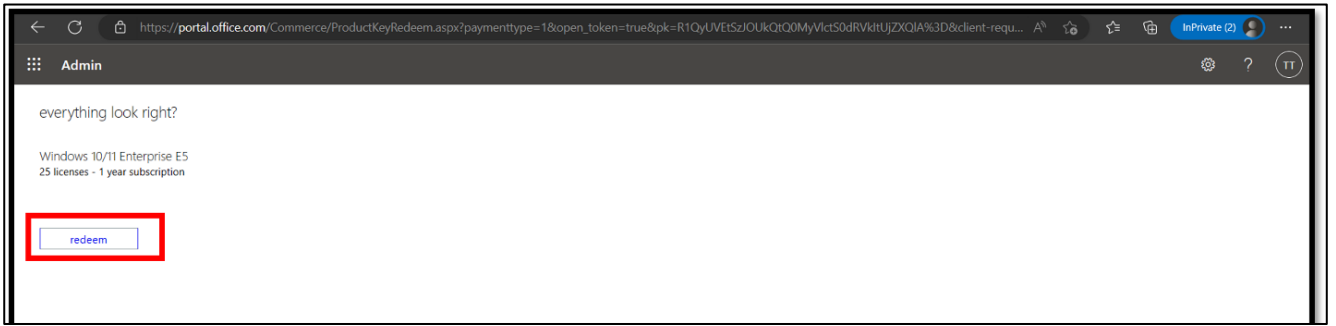 https://portal.office.com/Commerce/ProductKeyRedeem.aspx?paymenttype=1&open_token=true&pk=R1QyUVEtSzJOUkQtQ0MyVlctS0dRVkItUjZXQlA%3D&client-requ... A InPrivate (2) ...
Admin ? TT
everything look right?
Windows 10/11 Enterprise E5
25 licenses - 1 year subscription
redeem